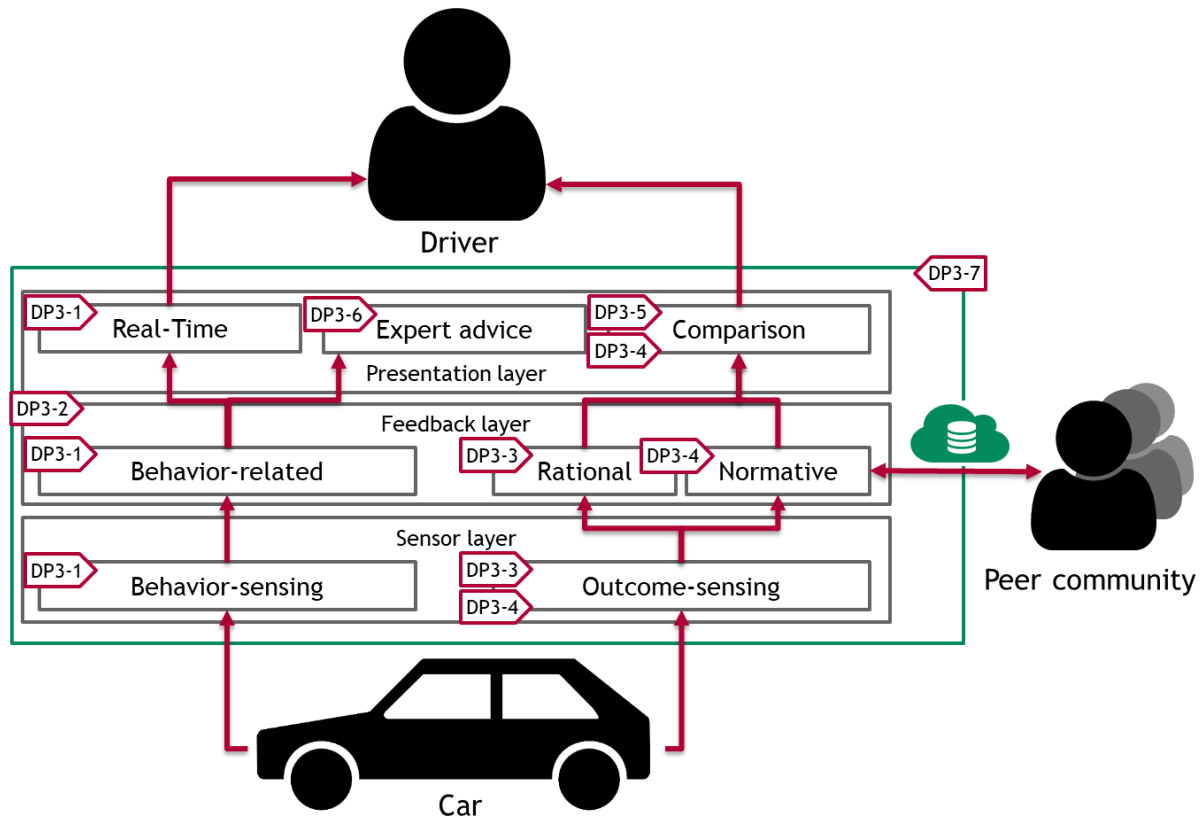 Driver
DP3-7
DP3-1
Real-Time
DP3-6
Expert advice
DP3-5
Comparison
DP3-4
Presentation layer
DP3-2
Feedback layer
DP3-1
Behavior-related
DP3-3
Rational
DP3-4
Normative
Sensor layer
DP3-1
Behavior-sensing
DP3-3
Outcome-sensing
DP3-4
Peer community
Car